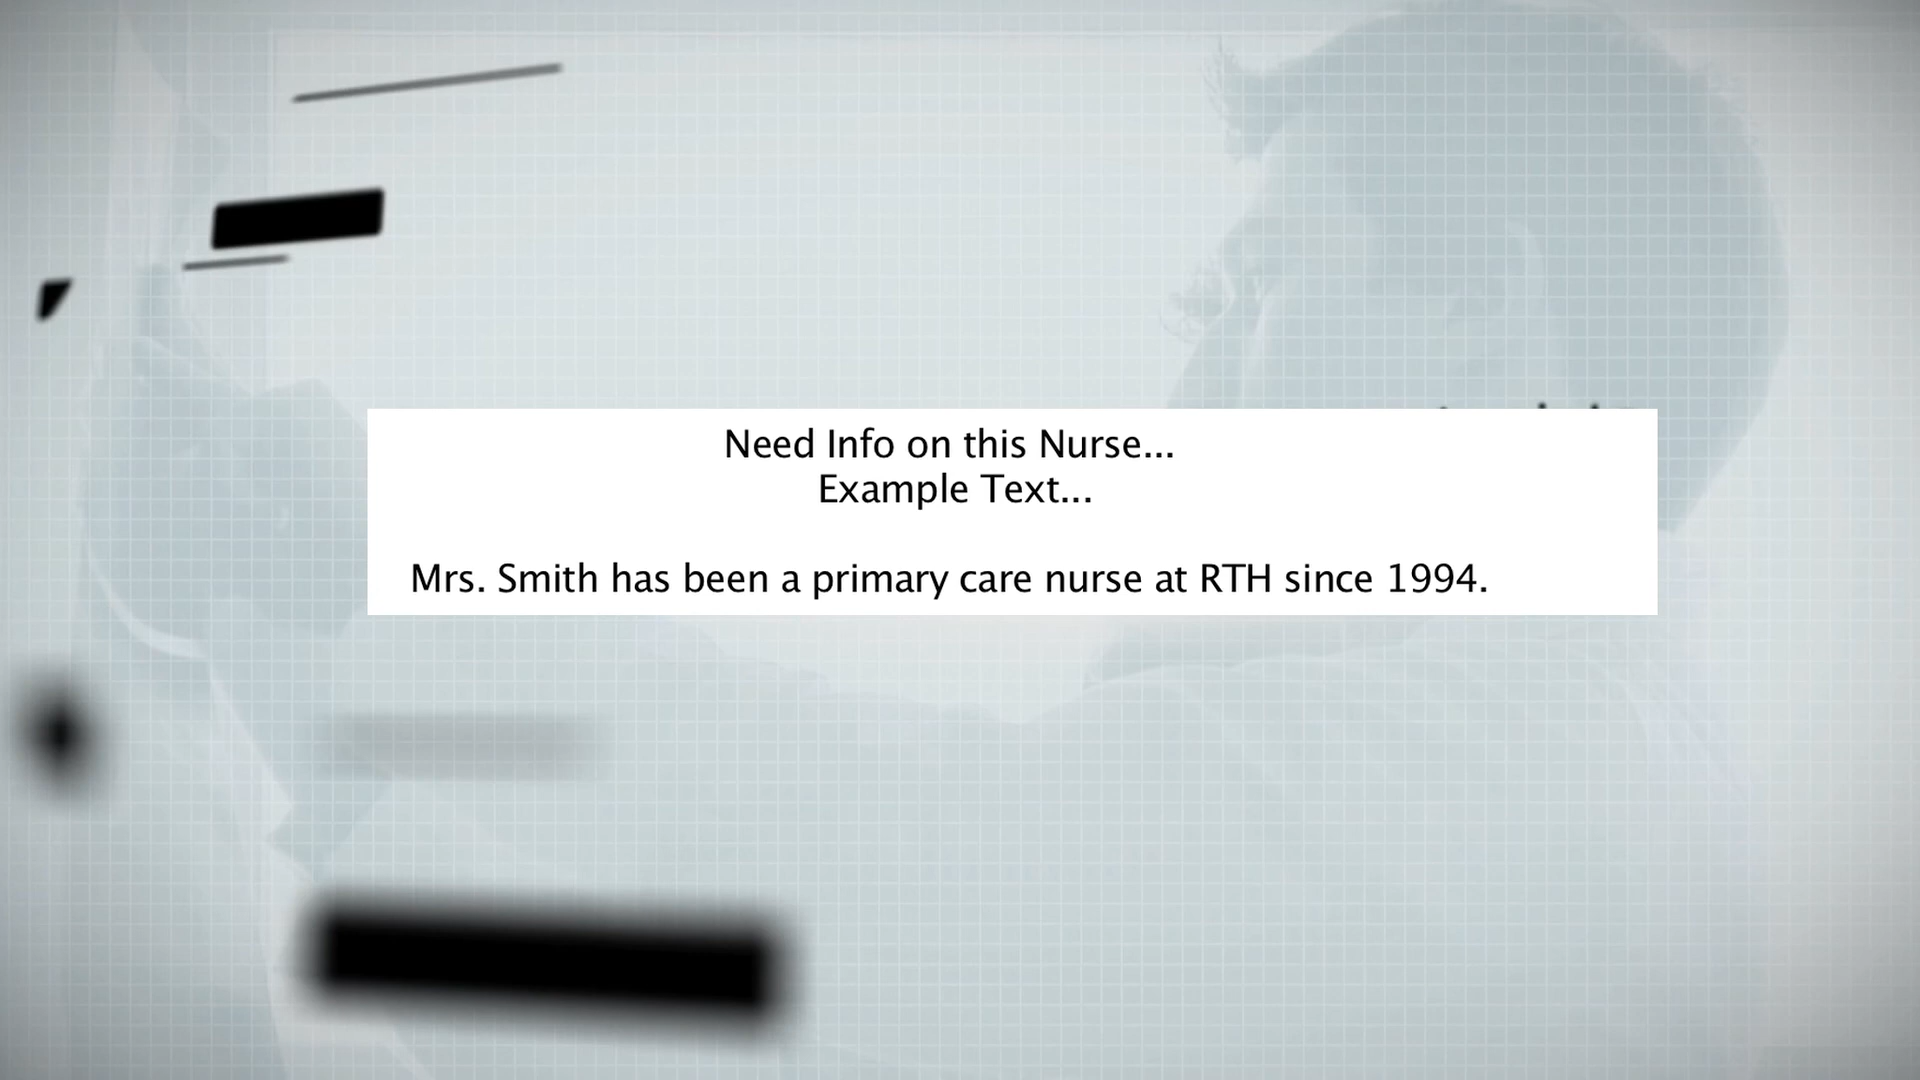 Need Info on this Nurse...
Example Text...
Mrs. Smith has been a primary care nurse at RTH since 1994.